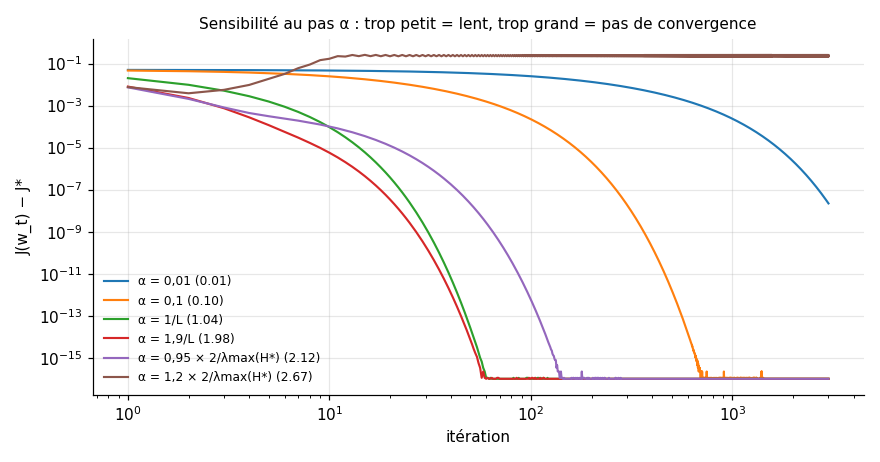 Sensibilité au pas α : trop petit = lent, trop grand = pas de convergence
J(w_t) − J*
10⁻¹
10⁻³
10⁻⁵
10⁻⁷
10⁻⁹
10⁻¹¹
10⁻¹³
10⁻¹⁵
α = 0,01 (0.01)
α = 0,1 (0.10)
α = 1/L (1.04)
α = 1,9/L (1.98)
α = 0,95 × 2/λmax(H*) (2.12)
α = 1,2 × 2/λmax(H*) (2.67)
10⁰ 10¹ 10² 10³
itération